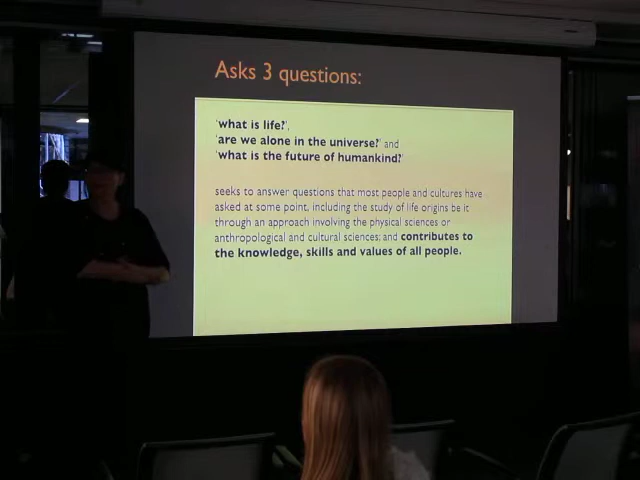 Asks 3 questions:
'what is life?',
'are we alone in the universe?' and
'what is the future of humankind?'
seeks to answer questions that most people and cultures have
asked at some point, including the study of life origins be it
through an approach involving the physical sciences or
anthropological and cultural sciences; and contributes to
the knowledge, skills and values of all people.